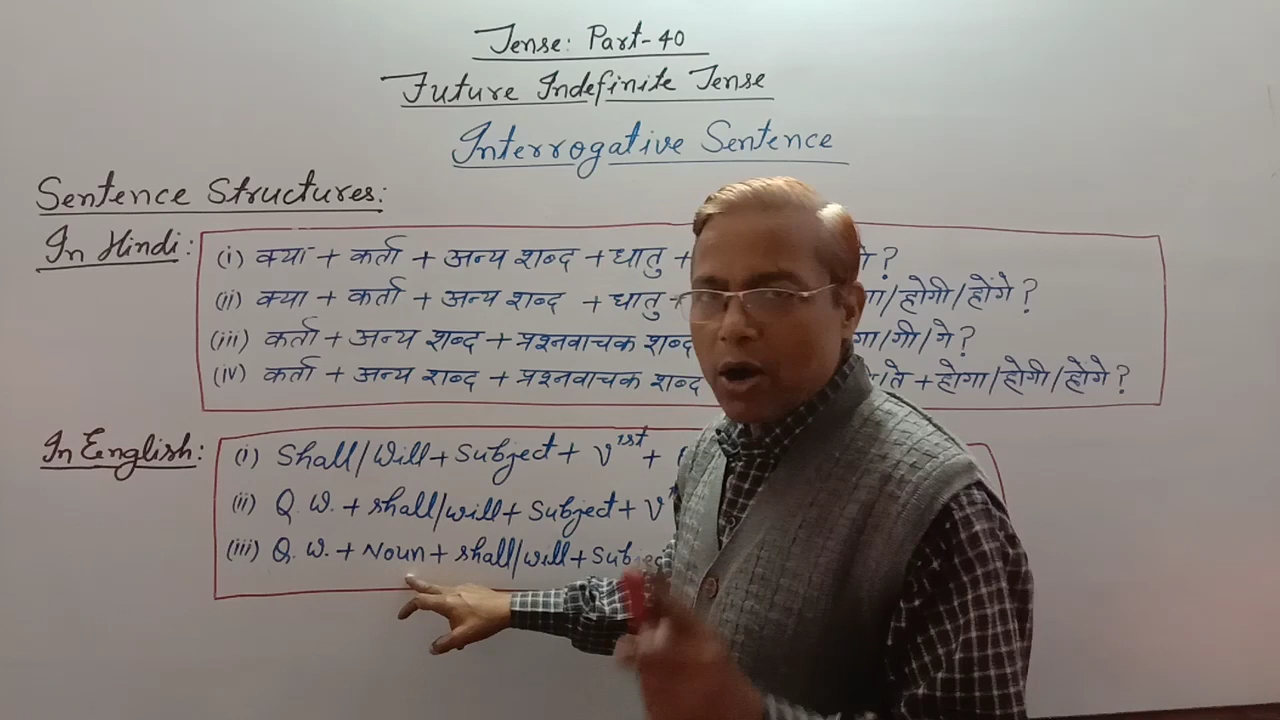 Tense: Part-40
Future Indefinite Tense
Interrogative Sentence
Sentence Structures:
In Hindi:
(i) क्या + कर्ता + अन्य शब्द + धातु + ?
(ii) क्या + कर्ता + अन्य शब्द + धातु + /होगी/होंगे ?
(iii) कर्ता + अन्य शब्द + प्रश्नवाचक शब्द गा/गी/गे ?
(iv) कर्ता + अन्य शब्द + प्रश्नवाचक शब्द /ते + होगा/होगी/होंगे ?
In English:
(i) Shall/Will + Subject + V¹ˢᵗ +
(ii) Q.W. + shall/will + Subject + V
(iii) Q.W. + Noun + shall/will +